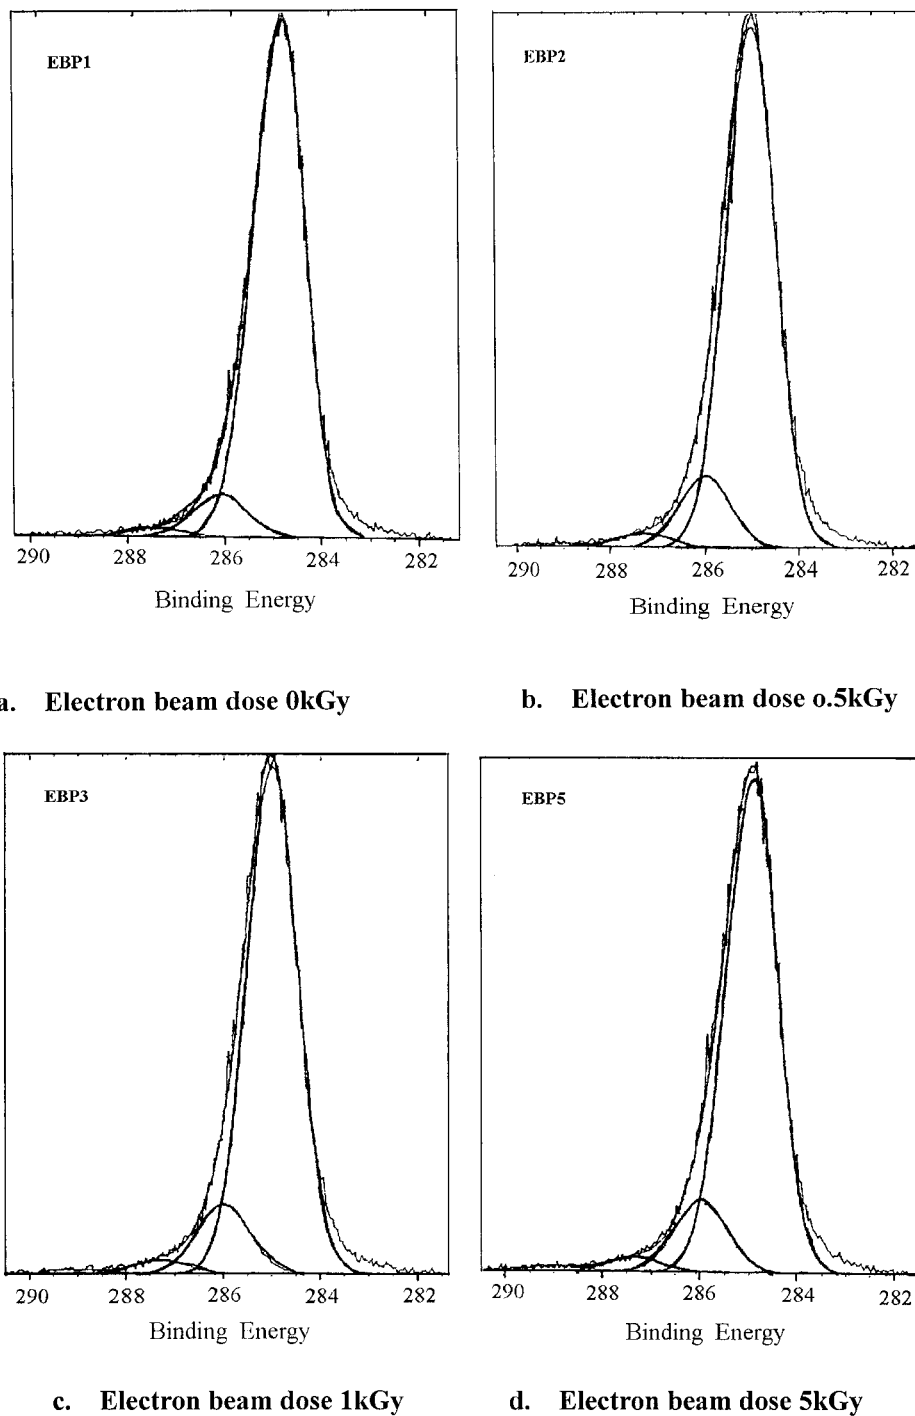 EBP1
EBP2
290 288 286 284 282
290 288 286 284 282
Binding Energy
Binding Energy
a. Electron beam dose 0kGy
b. Electron beam dose o.5kGy
EBP3
EBP5
290 288 286 284 282
290 288 286 284 282
Binding Energy
Binding Energy
c. Electron beam dose 1kGy
d. Electron beam dose 5kGy